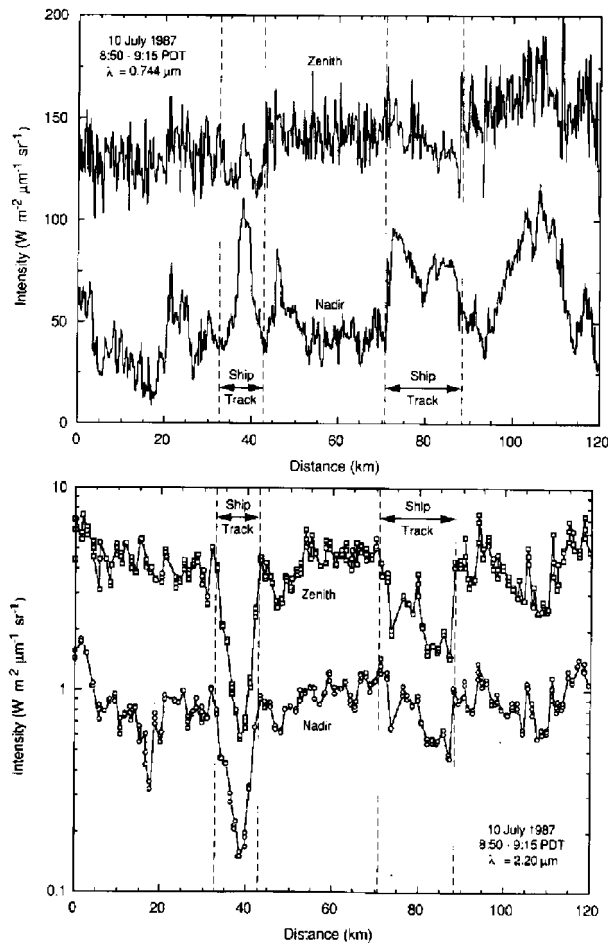 200
150
100
50
0
Intensity (W m⁻² µm⁻¹ sr⁻¹)
10 July 1987
8:50 - 9:15 PDT
λ = 0.744 µm
Zenith
Nadir
Ship
Track
Ship
Track
0 20 40 60 80 100 120
Distance (km)
10
1
0.1
intensity (W m⁻² µm⁻¹ sr⁻¹)
Ship
Track
Ship
Track
Zenith
Nadir
10 July 1987
8:50 - 9:15 PDT
λ = 2.20 µm
0 20 40 60 80 100 120
Distance (km)